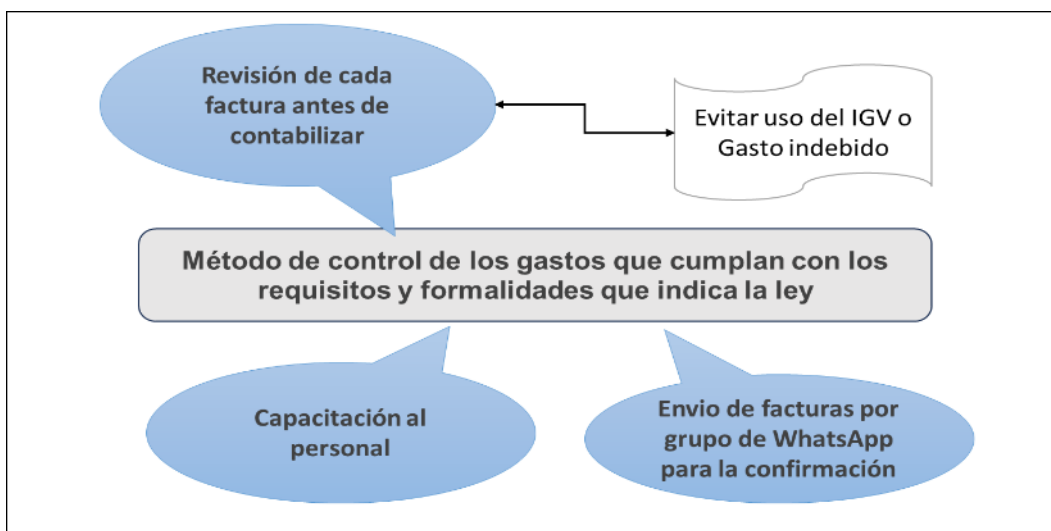 Revisión de cada
factura antes de
contabilizar
Evitar uso del IGV o
Gasto indebido
Método de control de los gastos que cumplan con los
requisitos y formalidades que indica la ley
Capacitación al
personal
Envio de facturas por
grupo de WhatsApp
para la confirmación